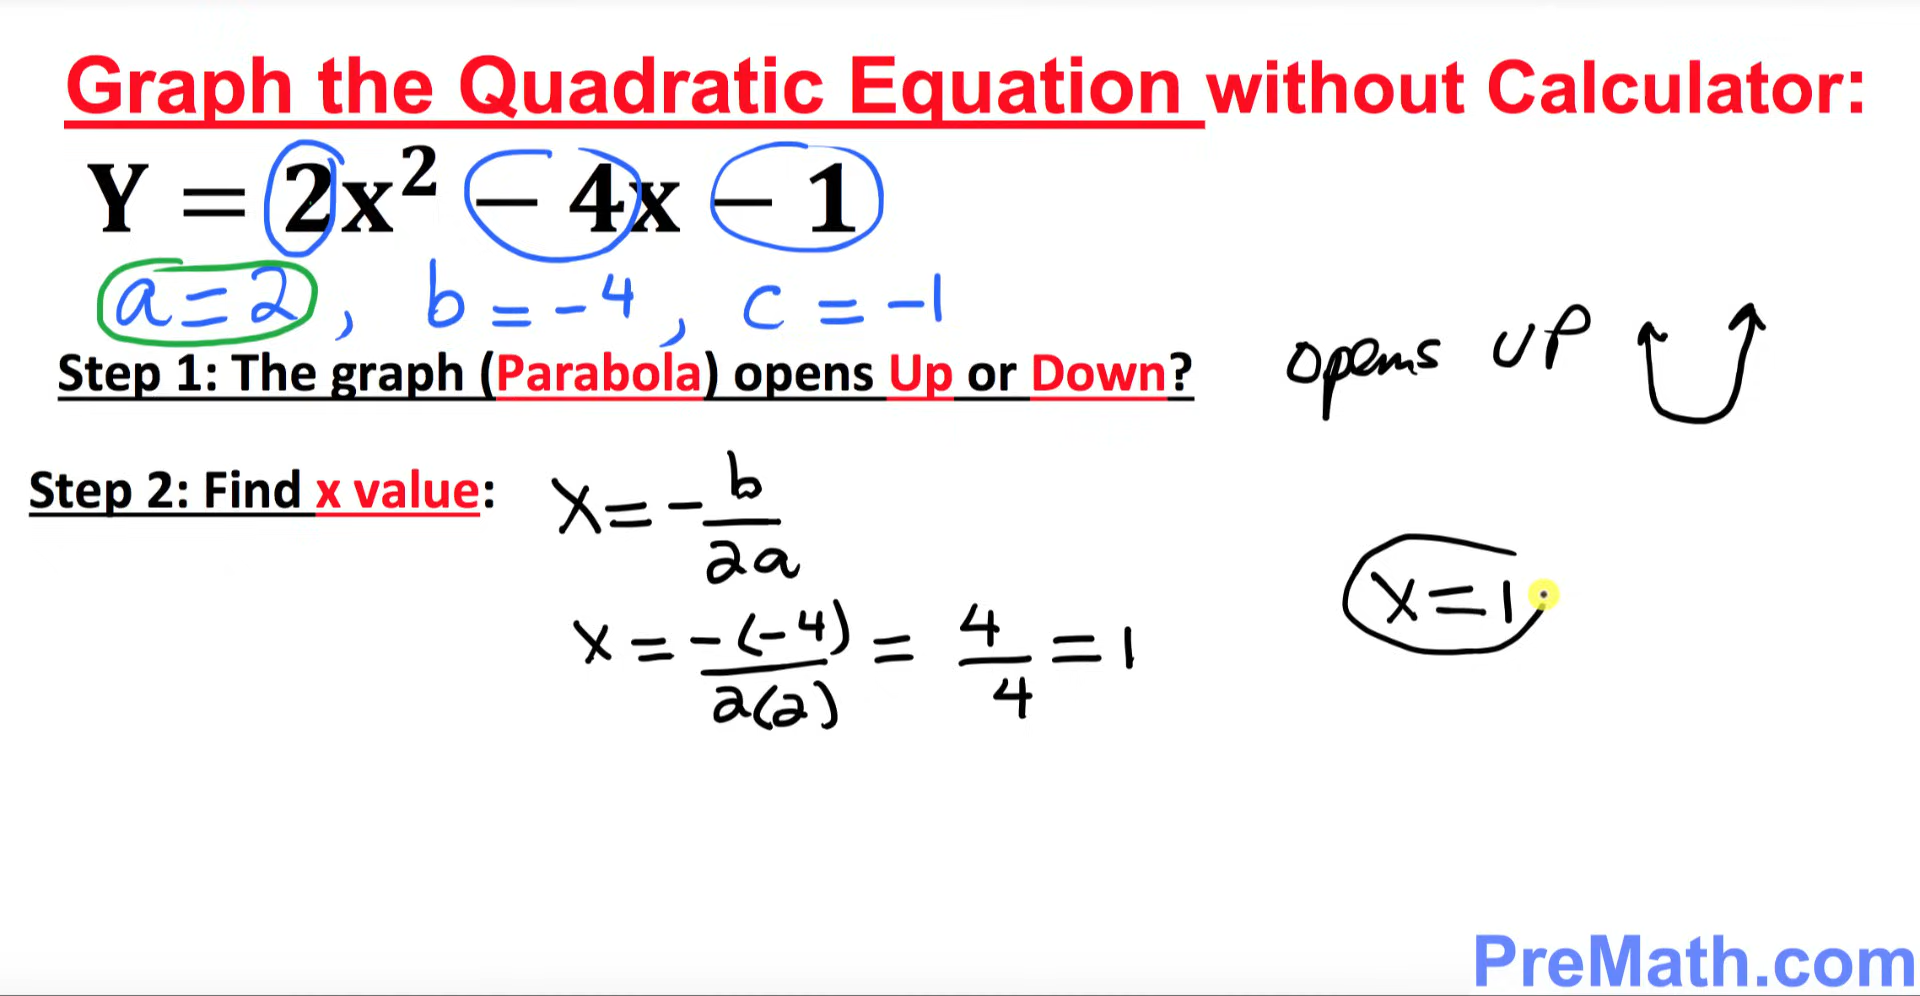 Graph the Quadratic Equation without Calculator:
Y = 2x² − 4x − 1
a = 2, b = -4, c = -1
Step 1: The graph (Parabola) opens Up or Down? opens UP
Step 2: Find x value: x = - b / 2a
x = -(-4) / 2(2) = 4 / 4 = 1
x = 1
PreMath.com